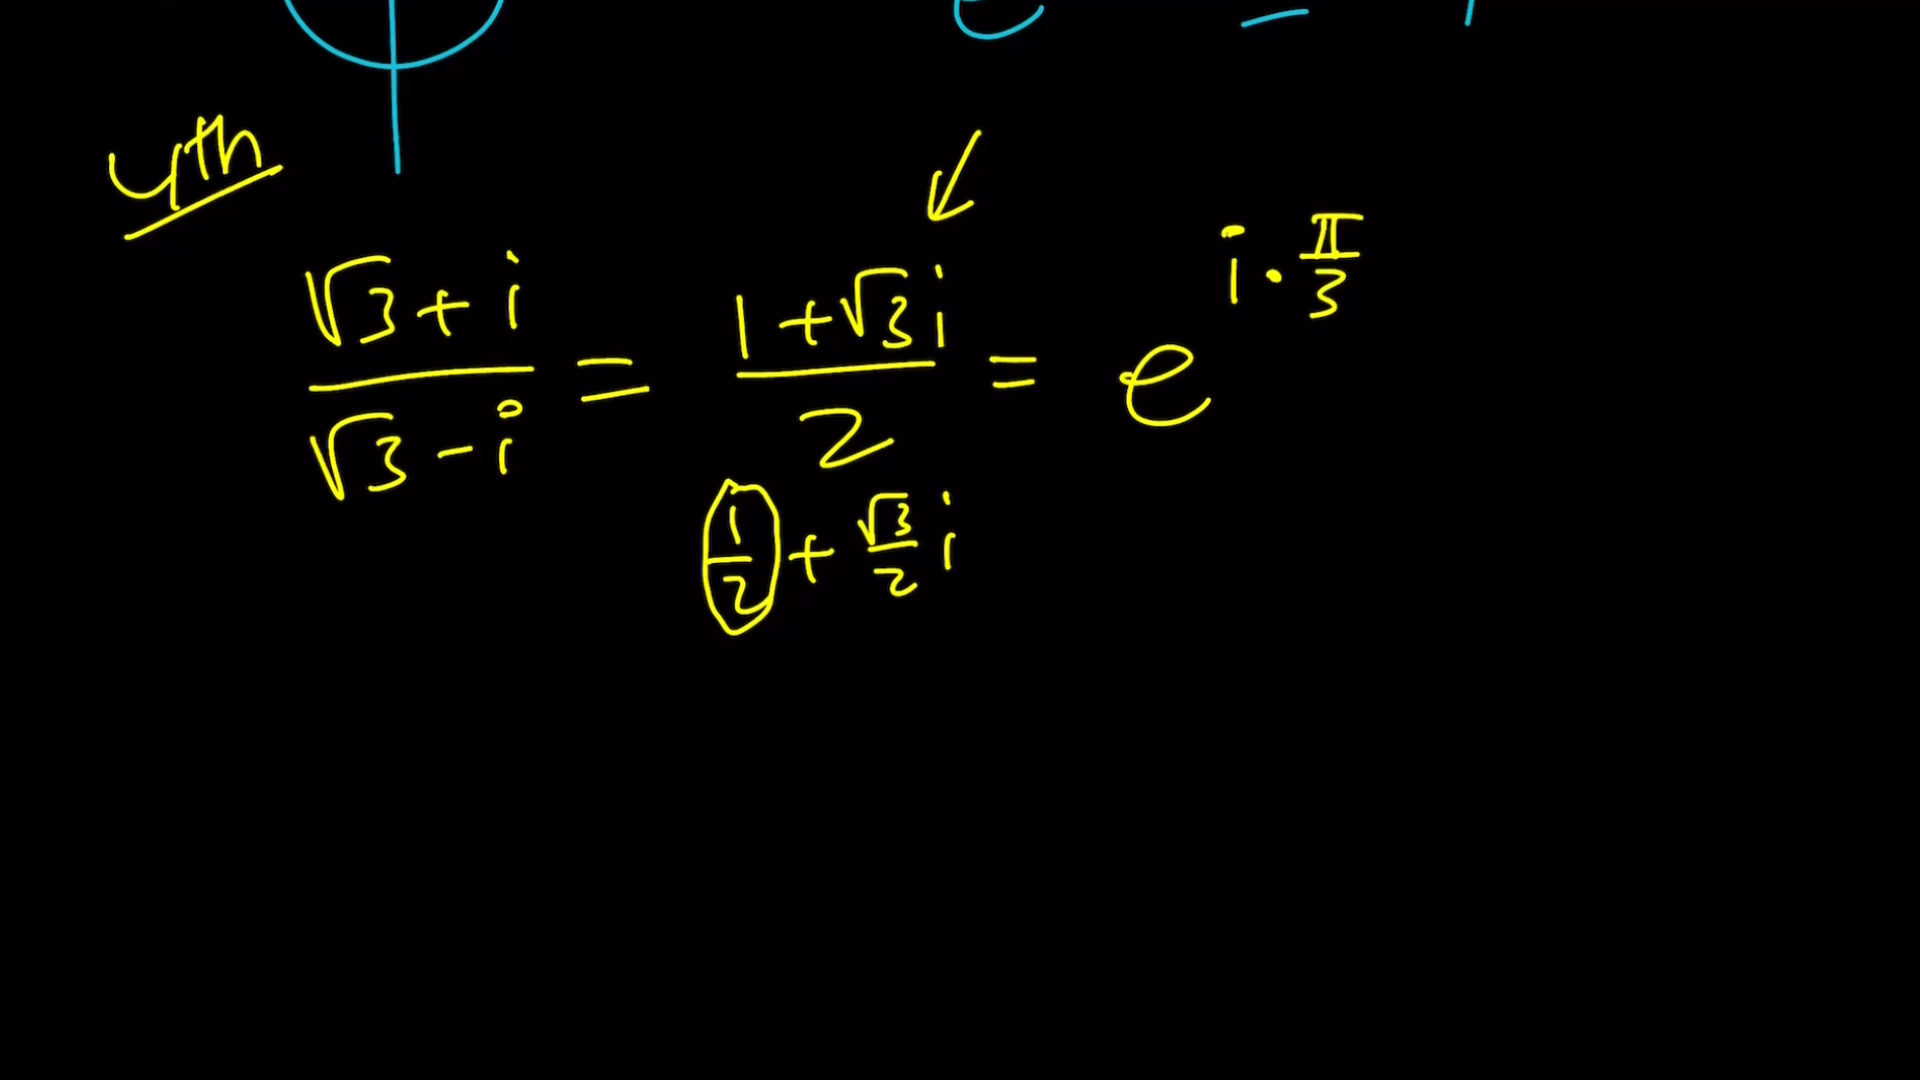 4th
√3 + i / √3 - i = 1 + √3 i / 2 = e^(i · π/3)
1/2 + √3/2 i